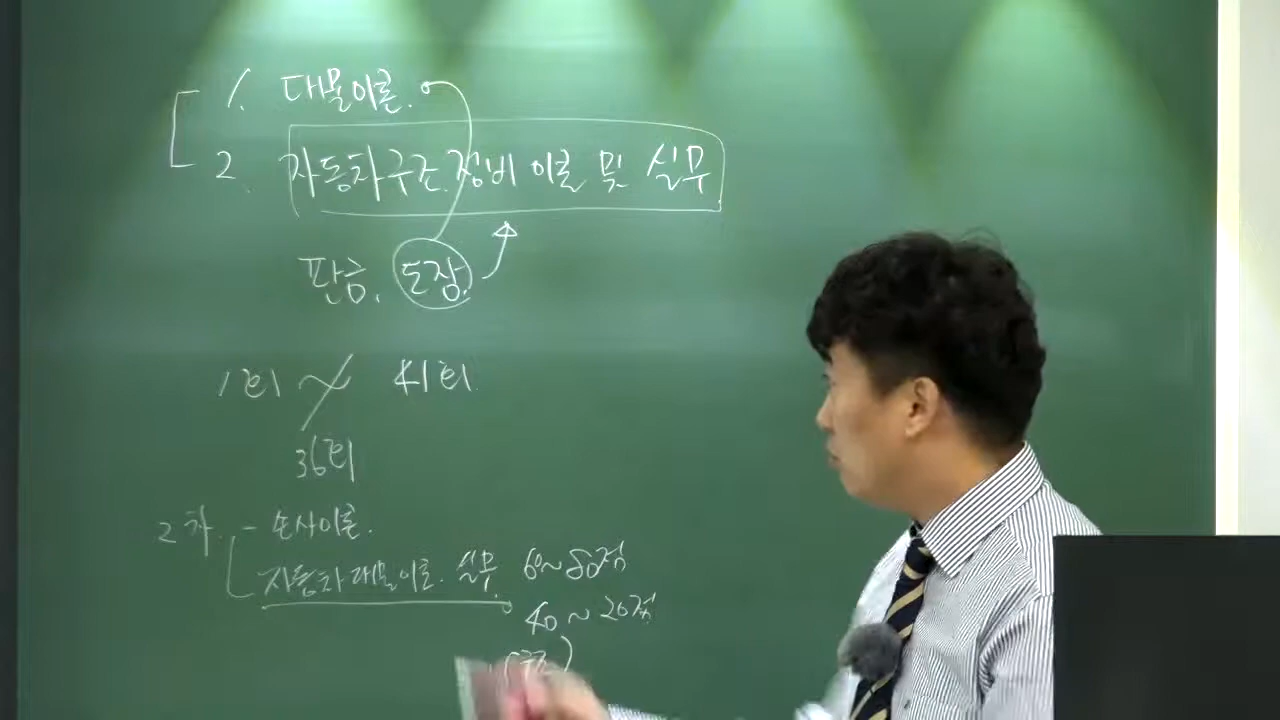 1. 대물이론.
2. 자동차구조.정비 이론 및 실무
판금, 도장.
1회 ~ 41회.
36회
2차. - 손사이론.
자동차대물이론. 실무 60~80점
40~20점
(구조)